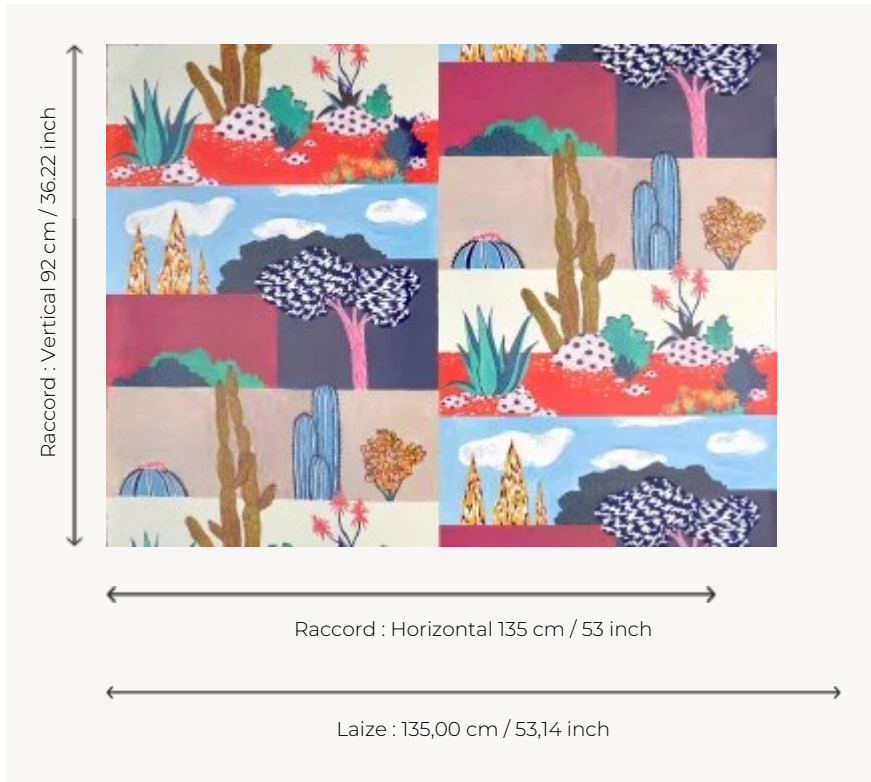 Raccord : Vertical 92 cm / 36.22 inch
Raccord : Horizontal 135 cm / 53 inch
Laize : 135,00 cm / 53,14 inch